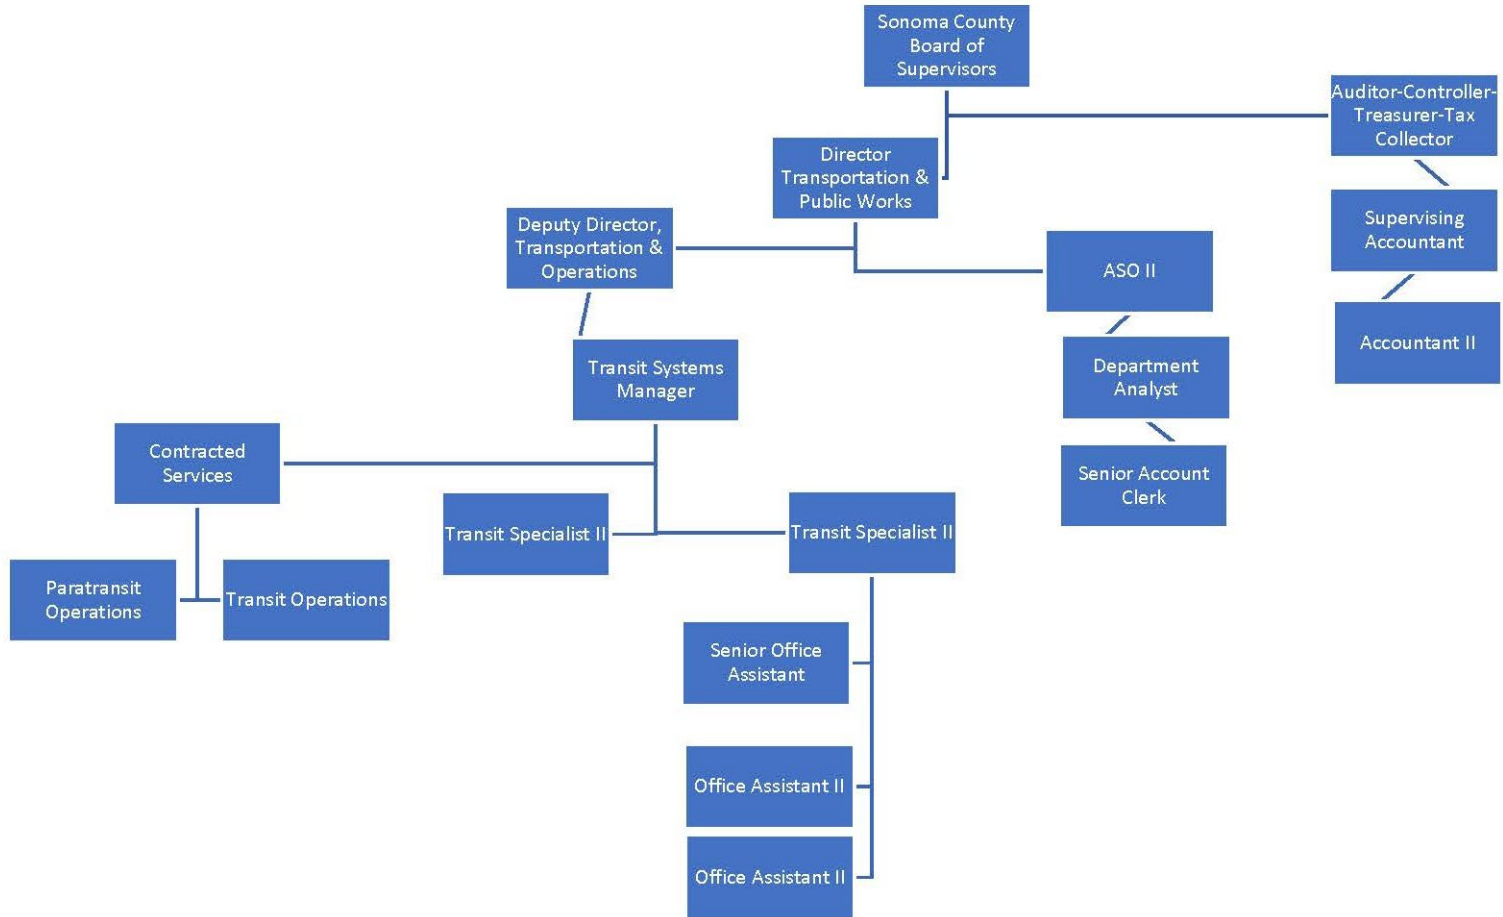 Sonoma County
Board of
Supervisors
Auditor-Controller-
Treasurer-Tax
Collector
Director
Transportation &
Public Works
Supervising
Accountant
Deputy Director,
Transportation &
Operations
ASO II
Accountant II
Transit Systems
Manager
Department
Analyst
Contracted
Services
Senior Account
Clerk
Transit Specialist II
Transit Specialist II
Paratransit
Operations
Transit Operations
Senior Office
Assistant
Office Assistant II
Office Assistant II